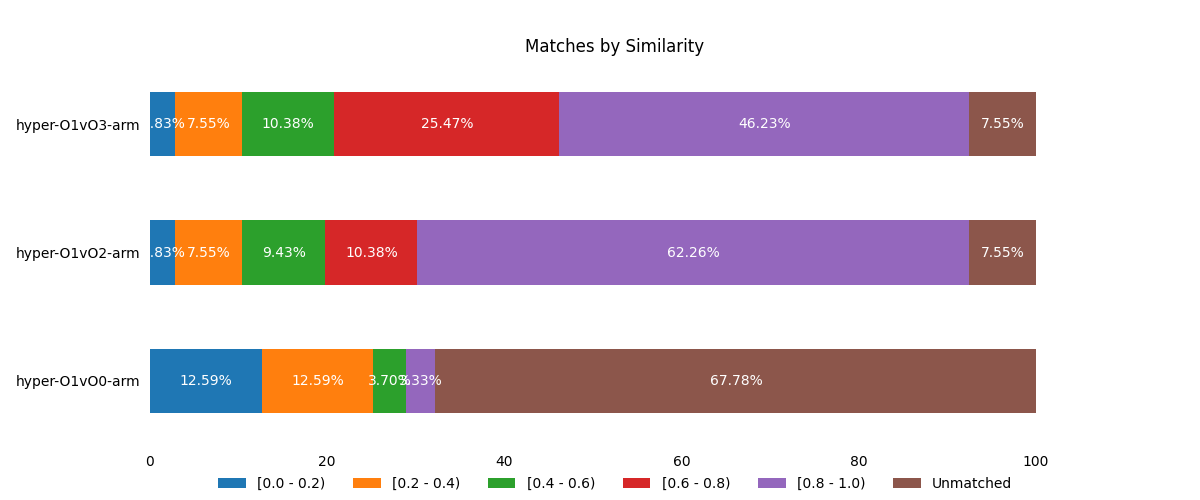 Matches by Similarity
hyper-O1vO3-arm .83% 7.55% 10.38% 25.47% 46.23% 7.55%
hyper-O1vO2-arm .83% 7.55% 9.43% 10.38% 62.26% 7.55%
hyper-O1vO0-arm 12.59% 12.59% 3.70% .33% 67.78%
0 20 40 60 80 100
[0.0 - 0.2) [0.2 - 0.4) [0.4 - 0.6) [0.6 - 0.8) [0.8 - 1.0) Unmatched